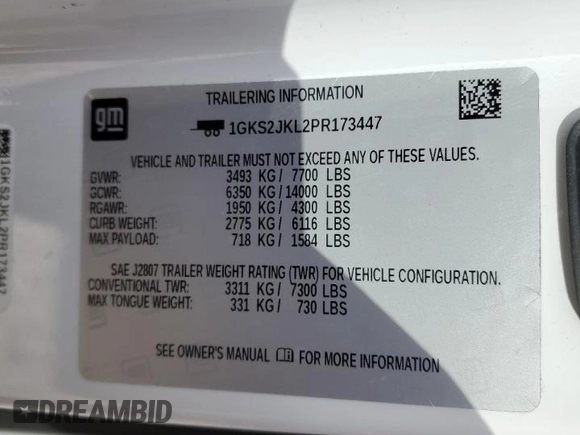 gm
TRAILERING INFORMATION
1GKS2JKL2PR173447
VEHICLE AND TRAILER MUST NOT EXCEED ANY OF THESE VALUES.
GVWR: 3493 KG/ 7700 LBS
GCWR: 6350 KG/14000 LBS
RGAWR: 1950 KG/ 4300 LBS
CURB WEIGHT: 2775 KG/ 6116 LBS
MAX PAYLOAD: 718 KG/ 1584 LBS
SAE J2807 TRAILER WEIGHT RATING (TWR) FOR VEHICLE CONFIGURATION.
CONVENTIONAL TWR: 3311 KG/ 7300 LBS
MAX TONGUE WEIGHT: 331 KG/ 730 LBS
SEE OWNER'S MANUAL FOR MORE INFORMATION
1GKS2JKL2PR173447
DREAMBID